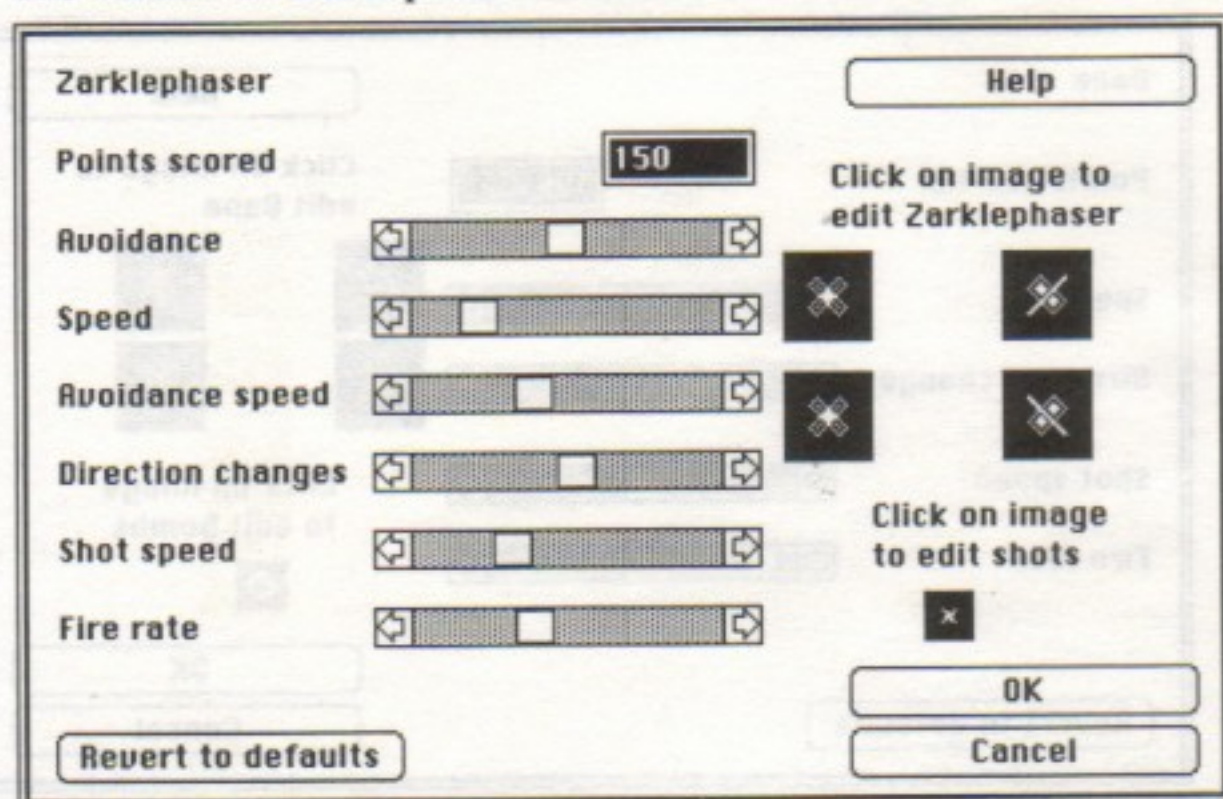 Zarklephaser
Help
Points scored
150
Click on image to
edit Zarklephaser
Avoidance
Speed
Avoidance speed
Direction changes
Shot speed
Click on image
to edit shots
Fire rate
OK
Cancel
Revert to defaults